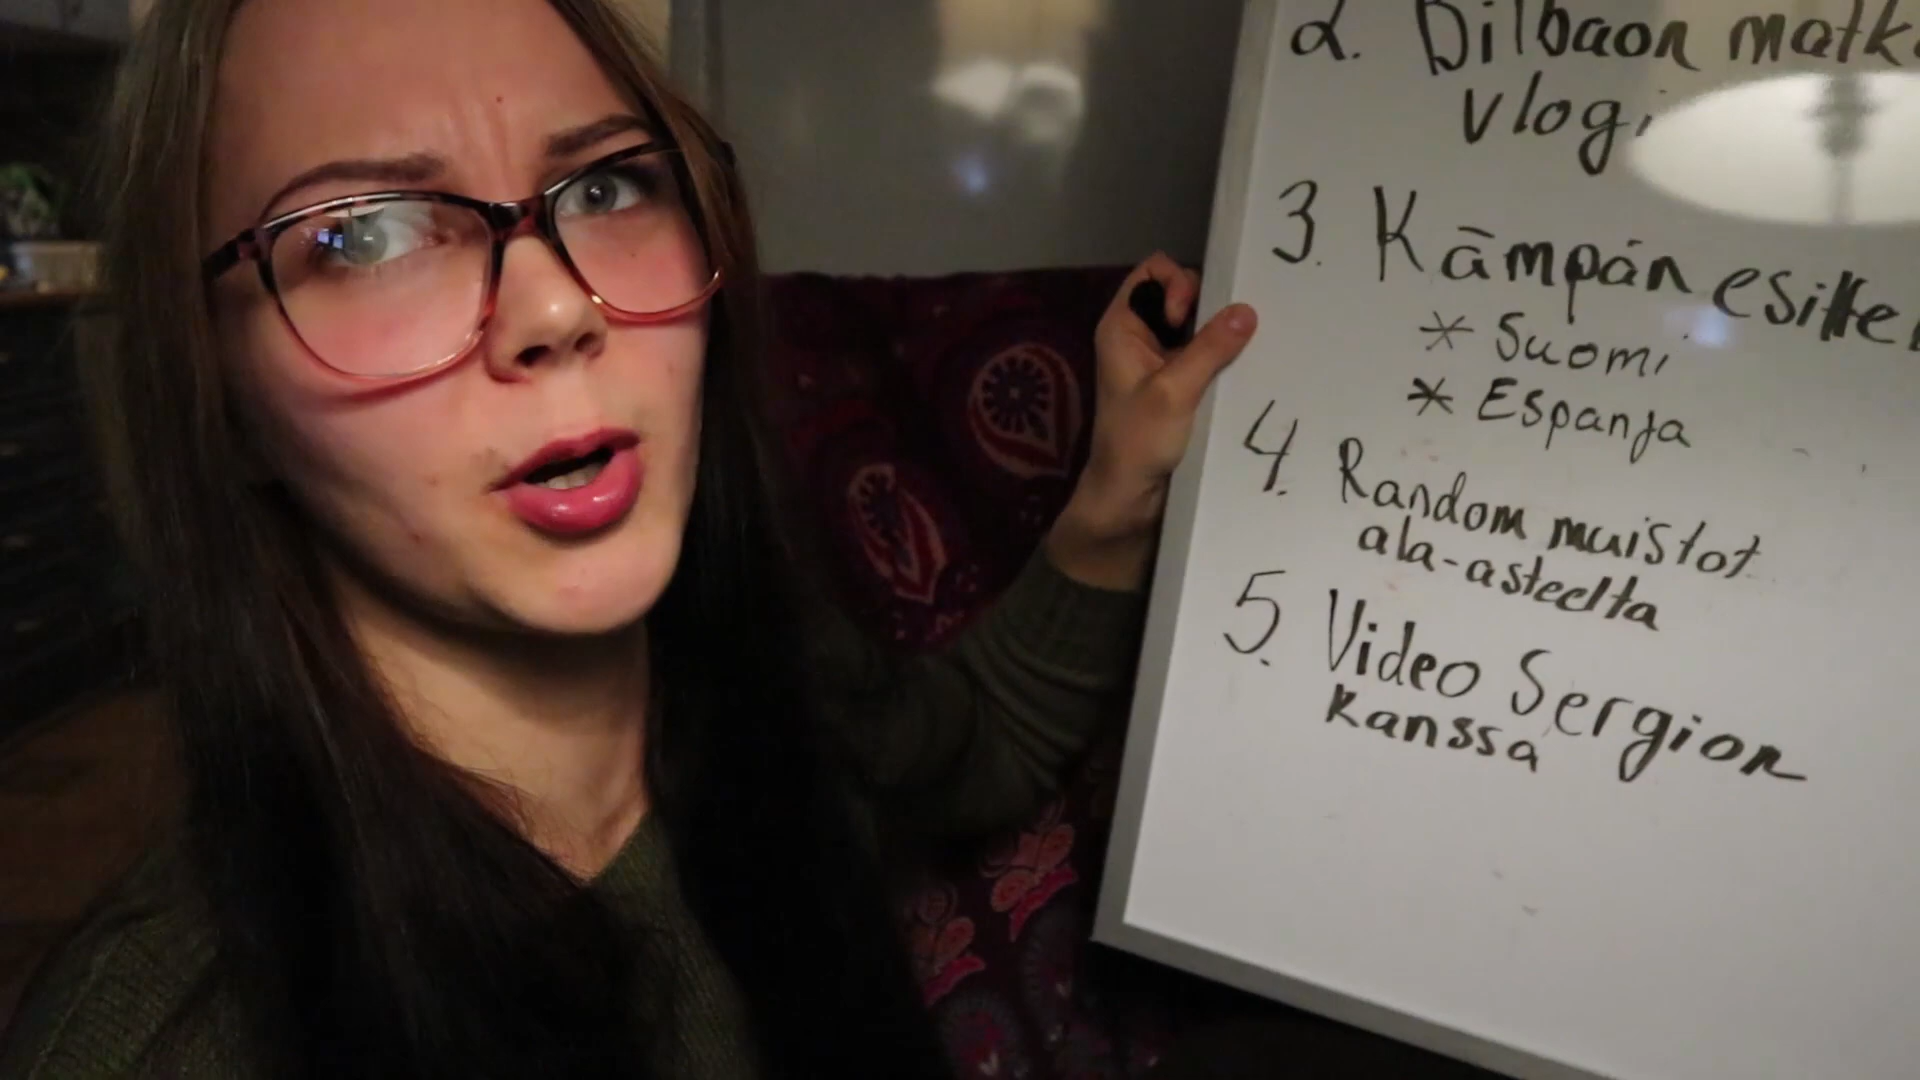 2. Bilbaon matk
vlogi
3. Kämpän esittel
* Suomi
* Espanja
4. Random muistot
ala-asteelta
5. Video Sergion
kanssa